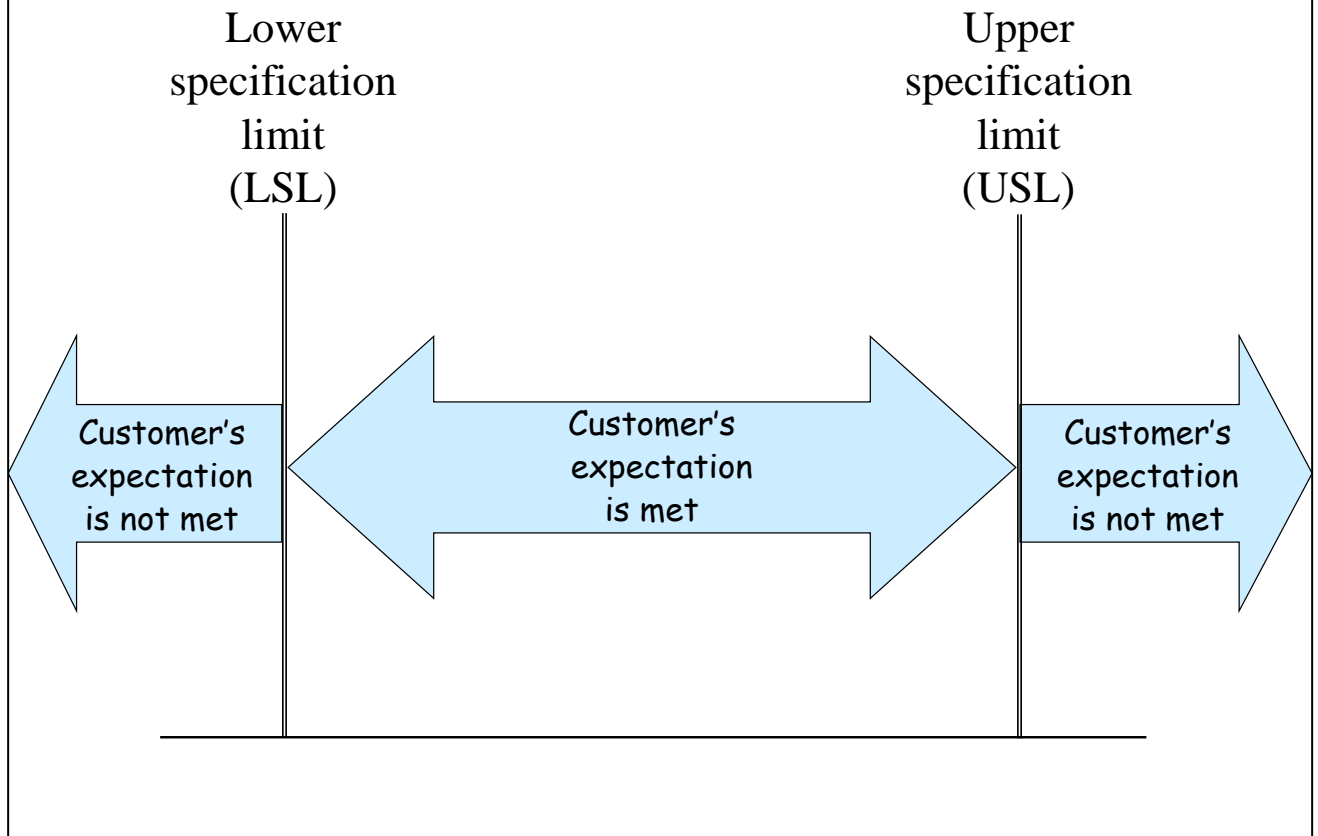 Lower
specification
limit
(LSL)
Upper
specification
limit
(USL)
Customer's
expectation
is not met
Customer's
expectation
is met
Customer's
expectation
is not met